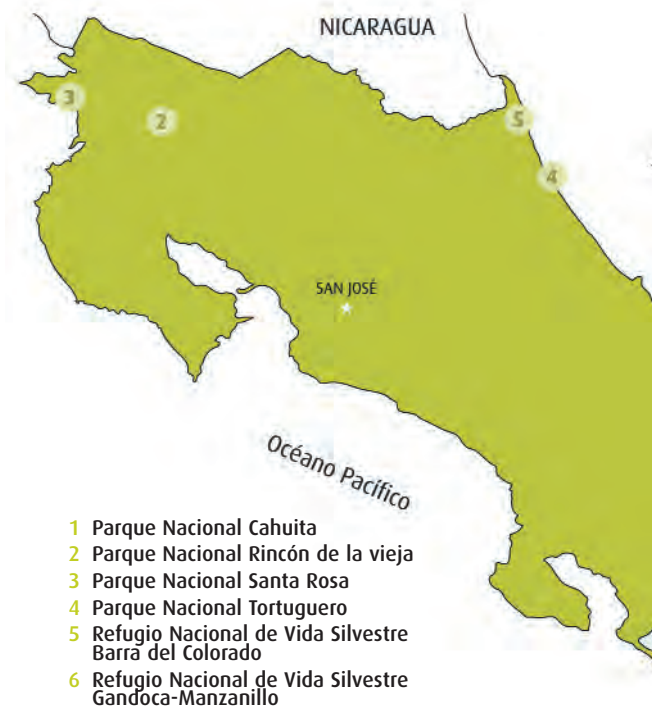 NICARAGUA
3
2
5
4
SAN JOSÉ
Océano Pacífico
1 Parque Nacional Cahuita
2 Parque Nacional Rincón de la vieja
3 Parque Nacional Santa Rosa
4 Parque Nacional Tortuguero
5 Refugio Nacional de Vida Silvestre
Barra del Colorado
6 Refugio Nacional de Vida Silvestre
Gandoca-Manzanillo